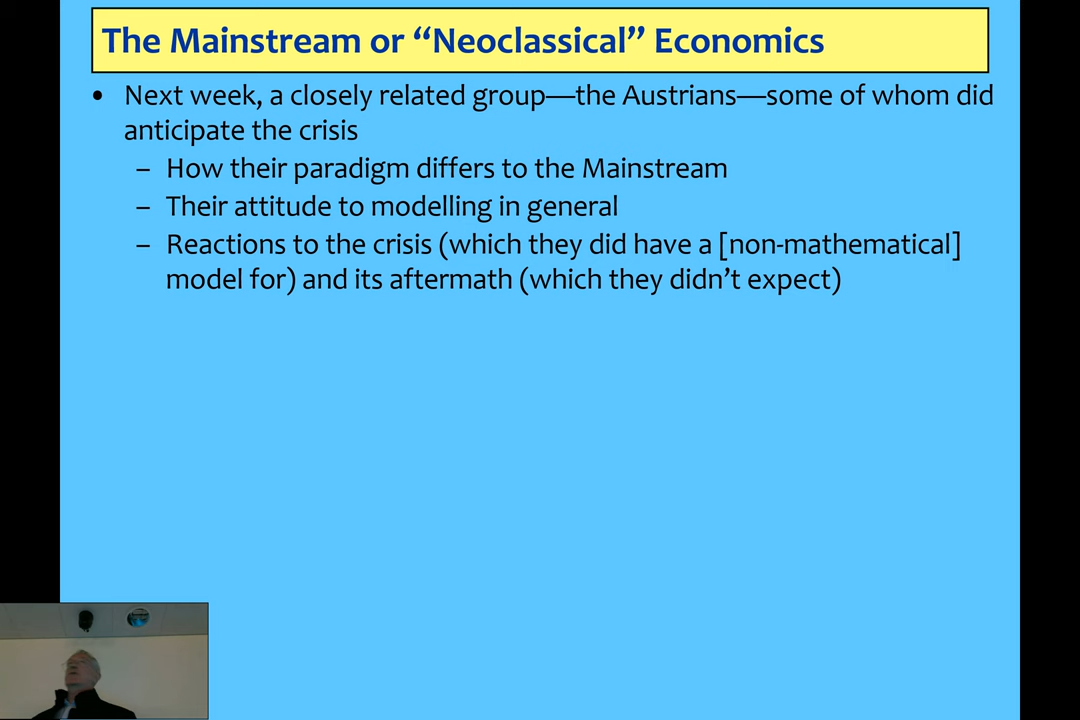 The Mainstream or “Neoclassical” Economics
• Next week, a closely related group—the Austrians—some of whom did
anticipate the crisis
– How their paradigm differs to the Mainstream
– Their attitude to modelling in general
– Reactions to the crisis (which they did have a [non-mathematical]
model for) and its aftermath (which they didn’t expect)